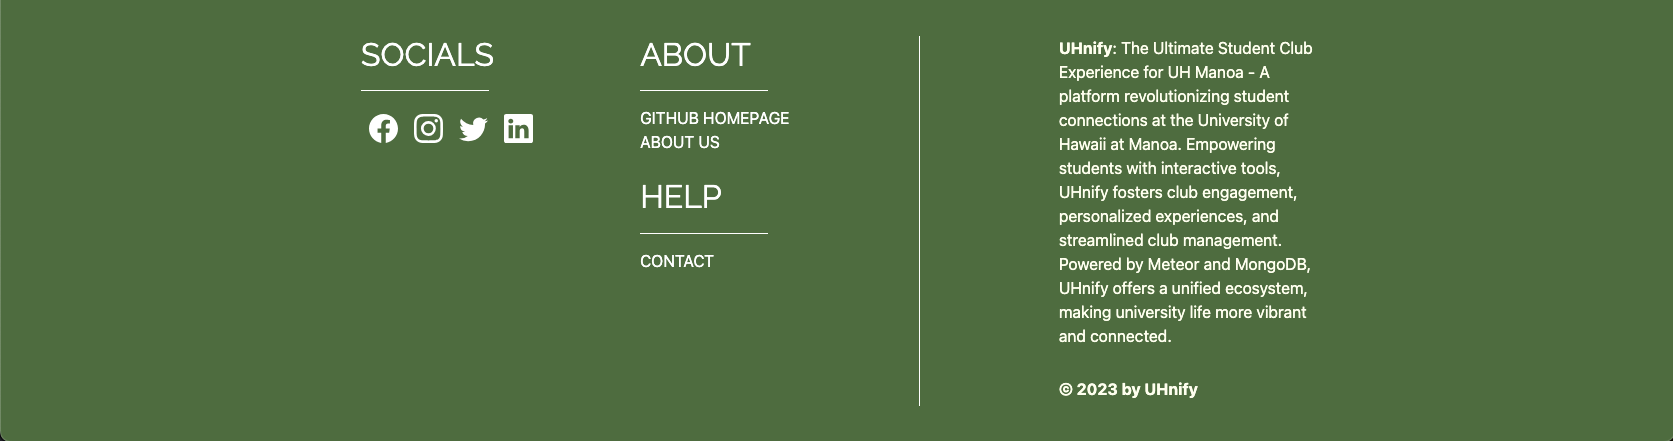 SOCIALS
ABOUT
GITHUB HOMEPAGE
ABOUT US
HELP
CONTACT
UHnify: The Ultimate Student Club
Experience for UH Manoa - A
platform revolutionizing student
connections at the University of
Hawaii at Manoa. Empowering
students with interactive tools,
UHnify fosters club engagement,
personalized experiences, and
streamlined club management.
Powered by Meteor and MongoDB,
UHnify offers a unified ecosystem,
making university life more vibrant
and connected.
© 2023 by UHnify